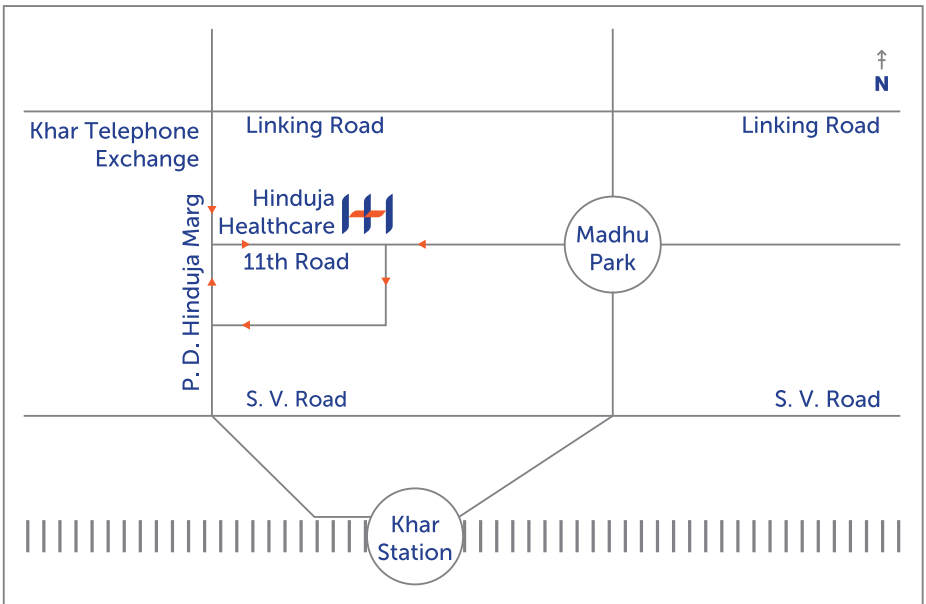 N
Linking Road
Linking Road
Khar Telephone
Exchange
Hinduja
Healthcare
11th Road
P. D. Hinduja Marg
Madhu
Park
S. V. Road
S. V. Road
Khar
Station